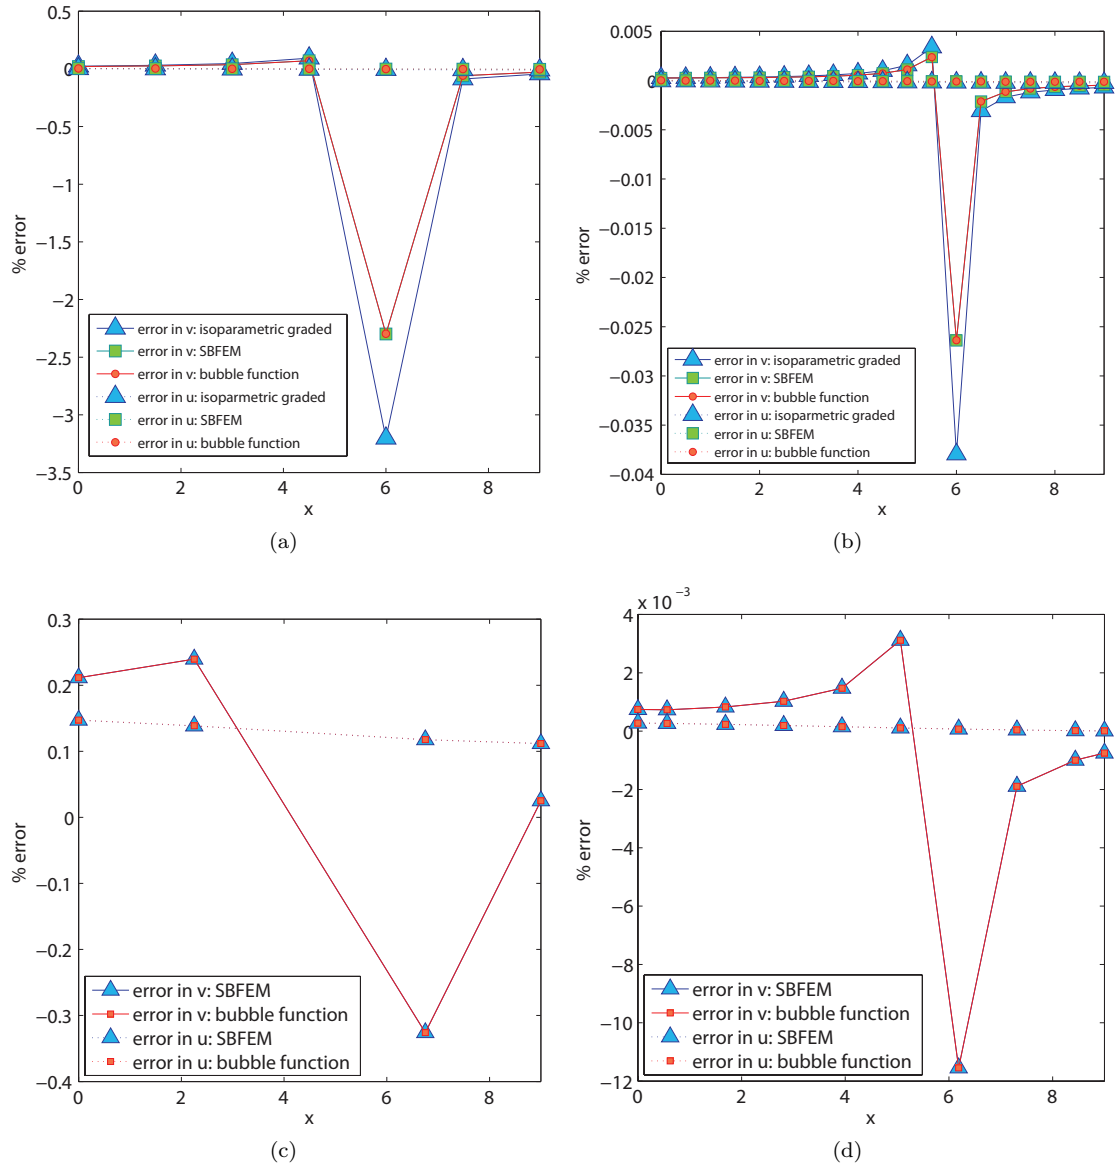 0.5
0
−0.5
−1
−1.5
−2
−2.5
−3
−3.5
% error
error in v: isoparametric graded
error in v: SBFEM
error in v: bubble function
error in u: isoparmetric graded
error in u: SBFEM
error in u: bubble function
0 2 4 6 8
x
(a)
0.005
0
−0.005
−0.01
−0.015
−0.02
−0.025
−0.03
−0.035
−0.04
% error
error in v: isoparametric graded
error in v: SBFEM
error in v: bubble function
error in u: isoparametric graded
error in u: SBFEM
error in u: bubble function
0 2 4 6 8
x
(b)
0.3
0.2
0.1
0
−0.1
−0.2
−0.3
−0.4
% error
error in v: SBFEM
error in v: bubble function
error in u: SBFEM
error in u: bubble function
0 2 4 6 8
x
(c)
x 10⁻³
4
2
0
−2
−4
−6
−8
−10
−12
% error
error in v: SBFEM
error in v: bubble function
error in u: SBFEM
error in u: bubble function
0 2 4 6 8
x
(d)